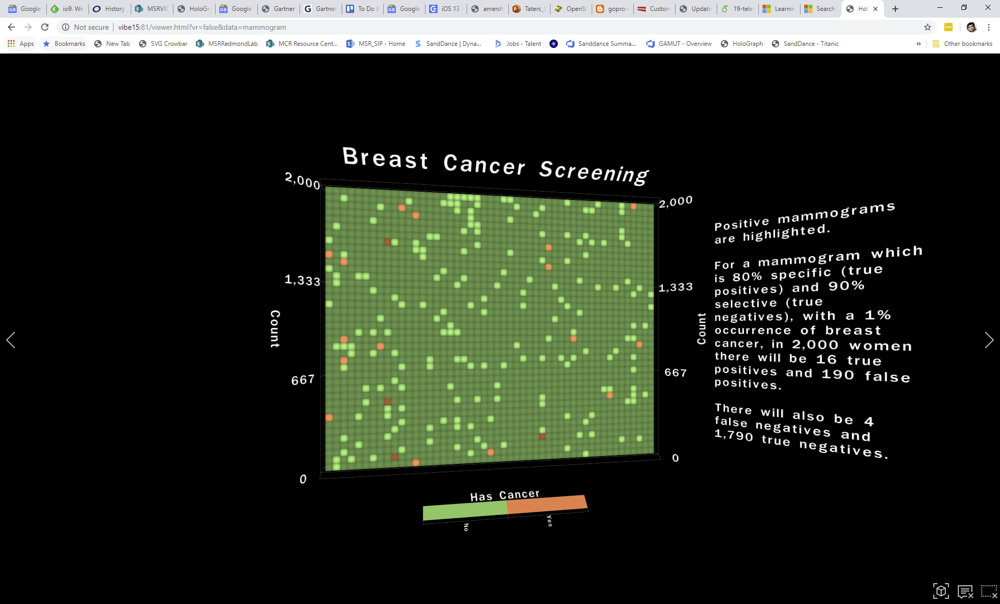 Google
io9. We
History
MSRVID
HoloGra
Google
Gartner
Gartner
To Do B
Google
iOS 13
amersh
Taters_S
OpenSC
gopro-
Custom
Updatin
19-tele
Learnin
Search
Hol
Not secure
vibe15:81/viewer.html?vr=false&data=mammogram
Apps
Bookmarks
New Tab
SVG Crowbar
MSRRedmondLab
MCR Resource Cent...
MSR_SIP - Home
SandDance | Dyna...
Jobs - Talent
Sanddance Summa...
GAMUT - Overview
HoloGraph
SandDance - Titanic
»
Other bookmarks
Breast Cancer Screening
2,000
1,333
667
0
Count
2,000
1,333
667
0
Count
Positive mammograms
are highlighted.
For a mammogram which
is 80% specific (true
positives) and 90%
selective (true
negatives), with a 1%
occurrence of breast
cancer, in 2,000 women
there will be 16 true
positives and 190 false
positives.
There will also be 4
false negatives and
1,790 true negatives.
Has Cancer
No
Yes